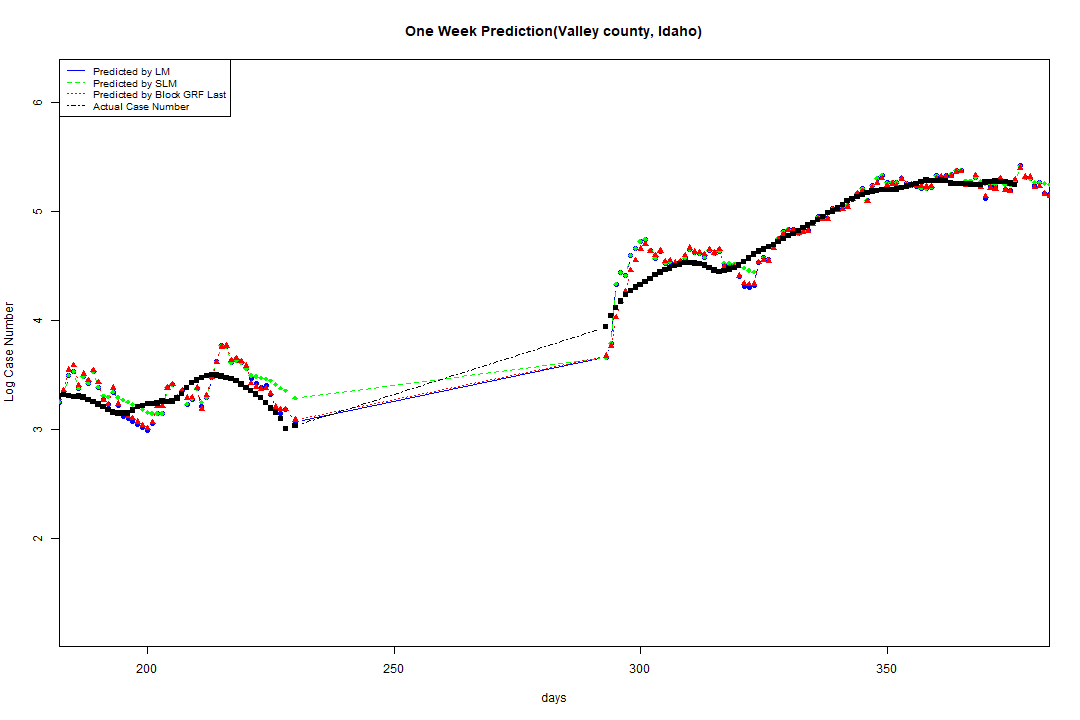 One Week Prediction(Valley county, Idaho)
Predicted by LM
Predicted by SLM
Predicted by Block GRF Last
Actual Case Number
6
5
4
3
2
Log Case Number
200 250 300 350
days